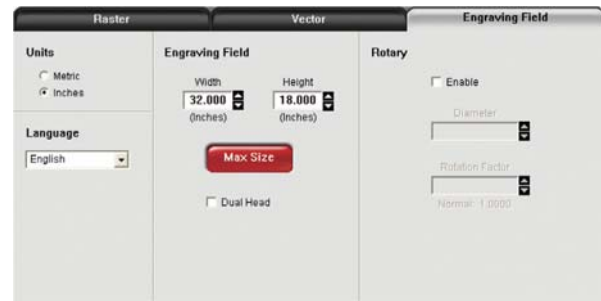 Raster
Vector
Engraving Field
Units
Metric
Inches
Language
English
Engraving Field
Width
Height
32.000
18.000
(Inches)
(Inches)
Max Size
Dual Head
Rotary
Enable
Diameter
Rotation Factor
Normal: 1.0000